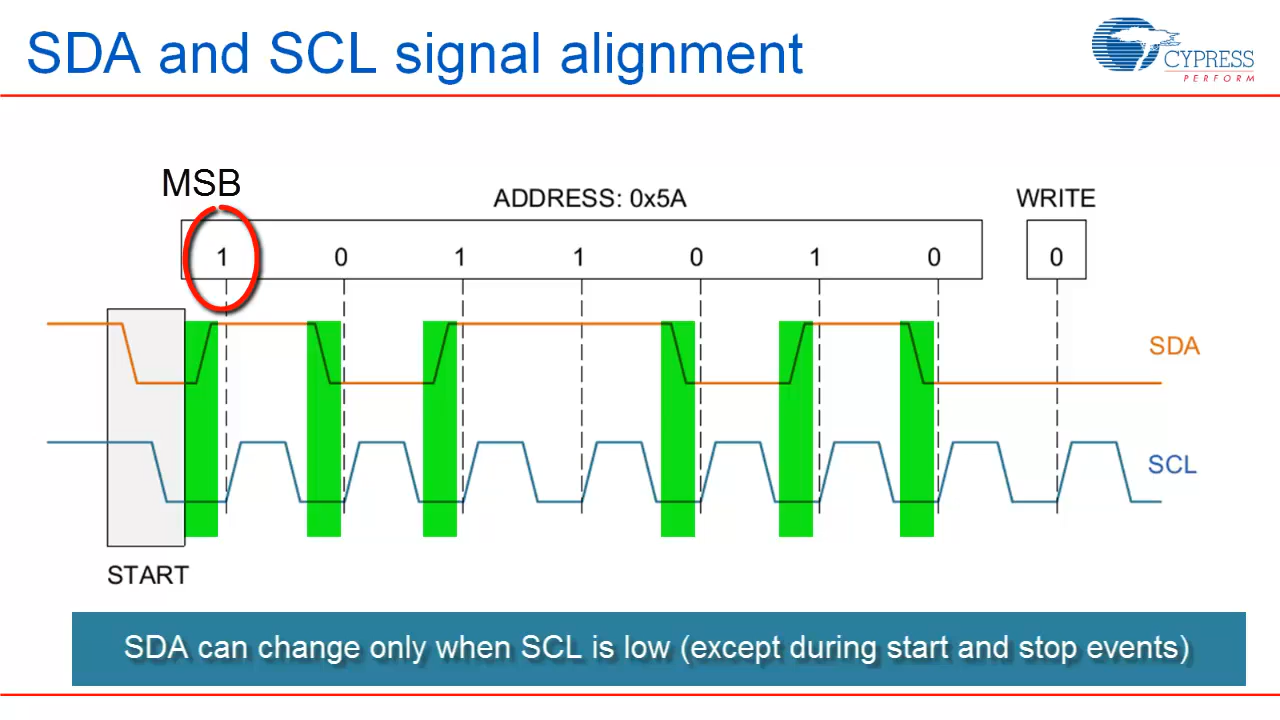 SDA and SCL signal alignment
CYPRESS
PERFORM
MSB
ADDRESS: 0x5A
WRITE
1 0 1 1 0 1 0 0
SDA
SCL
START
SDA can change only when SCL is low (except during start and stop events)